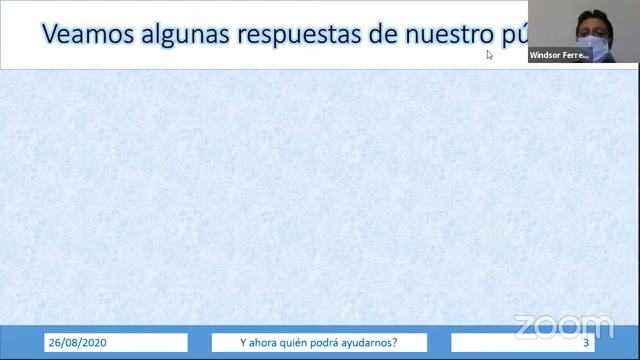 Veamos algunas respuestas de nuestro pú
Windsor Ferre...
26/08/2020
Y ahora quién podrá ayudarnos?
3
zoom